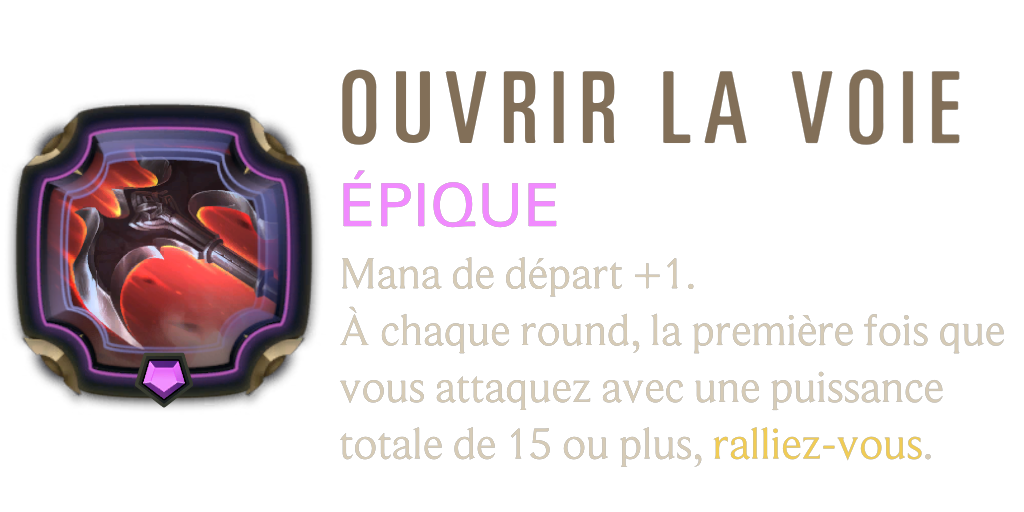 OUVRIR LA VOIE
ÉPIQUE
Mana de départ +1.
À chaque round, la première fois que
vous attaquez avec une puissance
totale de 15 ou plus, ralliez-vous.